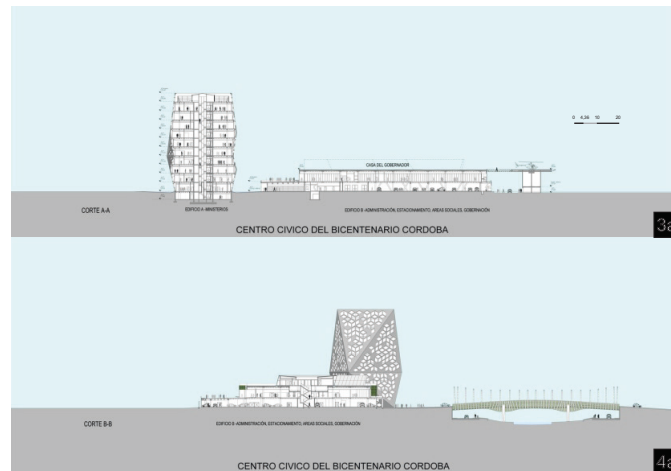 CASA DEL GOBERNADOR
0 4,26 10 20
CORTE A-A
EDIFICIO A -MINISTERIOS
EDIFICIO B- ADMINISTRACIÓN, ESTACIONAMIENTO, AREAS SOCIALES, GOBERNACIÓN
CENTRO CIVICO DEL BICENTENARIO CORDOBA
3a
CORTE B-B
EDIFICIO B -ADMINISTRACIÓN, ESTACIONAMIENTO, AREAS SOCIALES, GOBERNACIÓN
CENTRO CIVICO DEL BICENTENARIO CORDOBA
4a